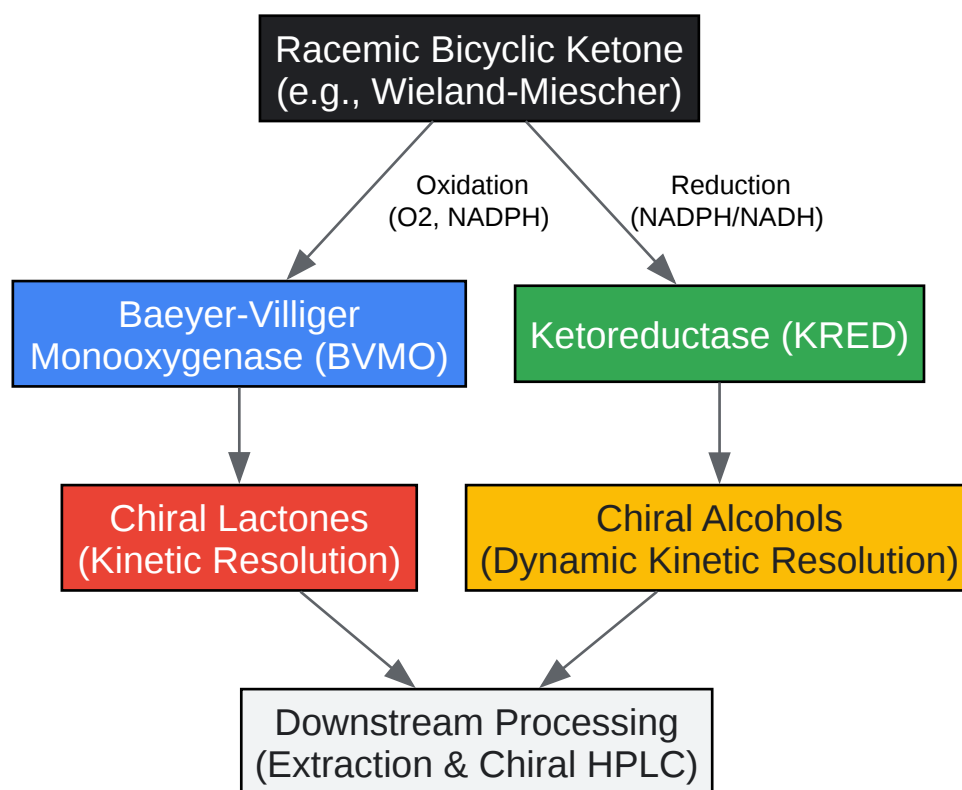 Racemic Bicyclic Ketone
(e.g., Wieland-Miescher)
Oxidation
(O2, NADPH)
Reduction
(NADPH/NADH)
Baeyer-Villiger
Monooxygenase (BVMO)
Ketoreductase (KRED)
Chiral Lactones
(Kinetic Resolution)
Chiral Alcohols
(Dynamic Kinetic Resolution)
Downstream Processing
(Extraction & Chiral HPLC)